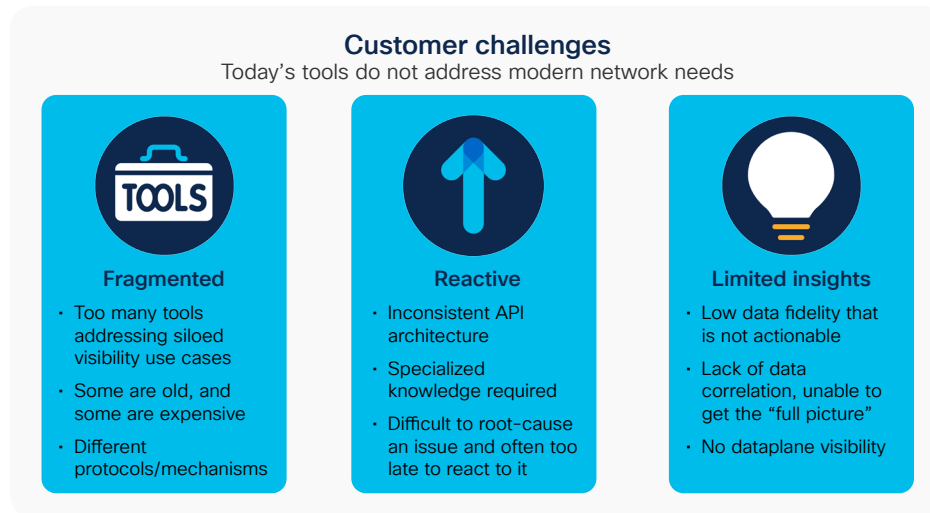 Customer challenges
Today's tools do not address modern network needs
TOOLS
Fragmented
· Too many tools
addressing siloed
visibility use cases
· Some are old, and
some are expensive
· Different
protocols/mechanisms
Reactive
· Inconsistent API
architecture
· Specialized
knowledge required
· Difficult to root-cause
an issue and often too
late to react to it
Limited insights
· Low data fidelity that
is not actionable
· Lack of data
correlation, unable to
get the “full picture”
· No dataplane visibility